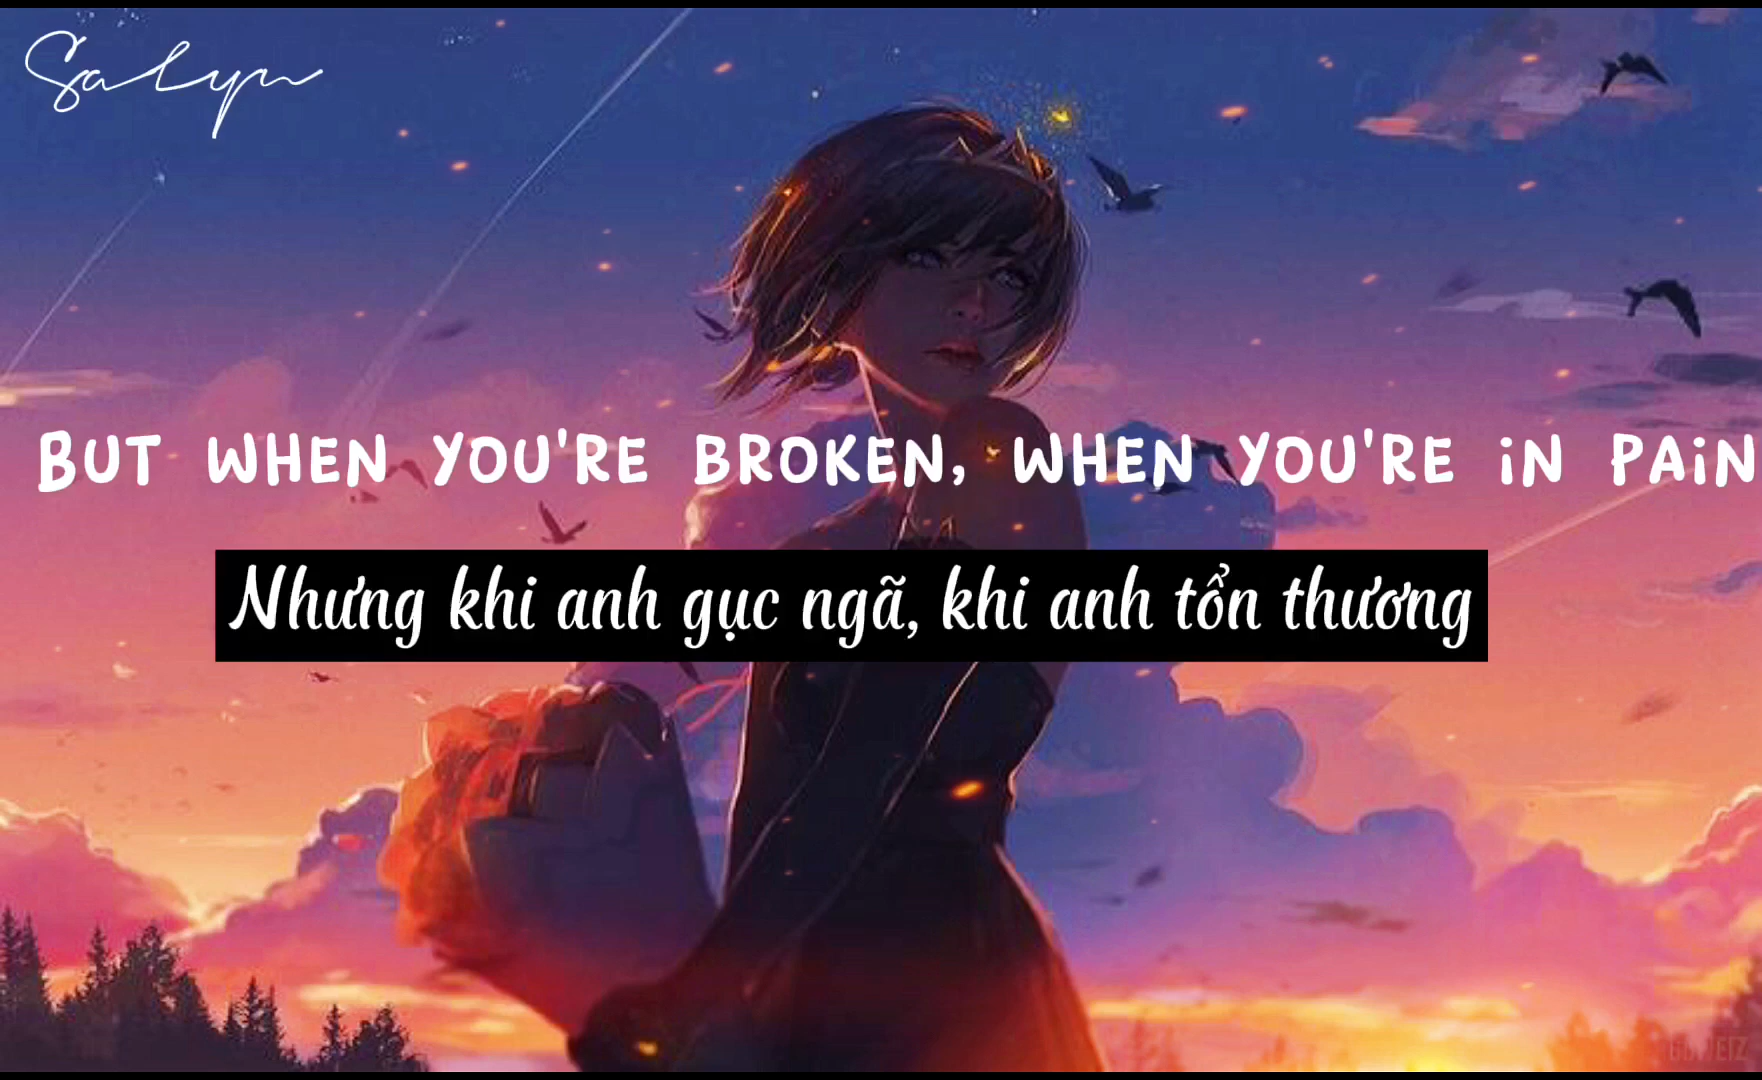 Salyn
But when you're broken, when you're in pain
Nhưng khi anh gục ngã, khi anh tổn thương